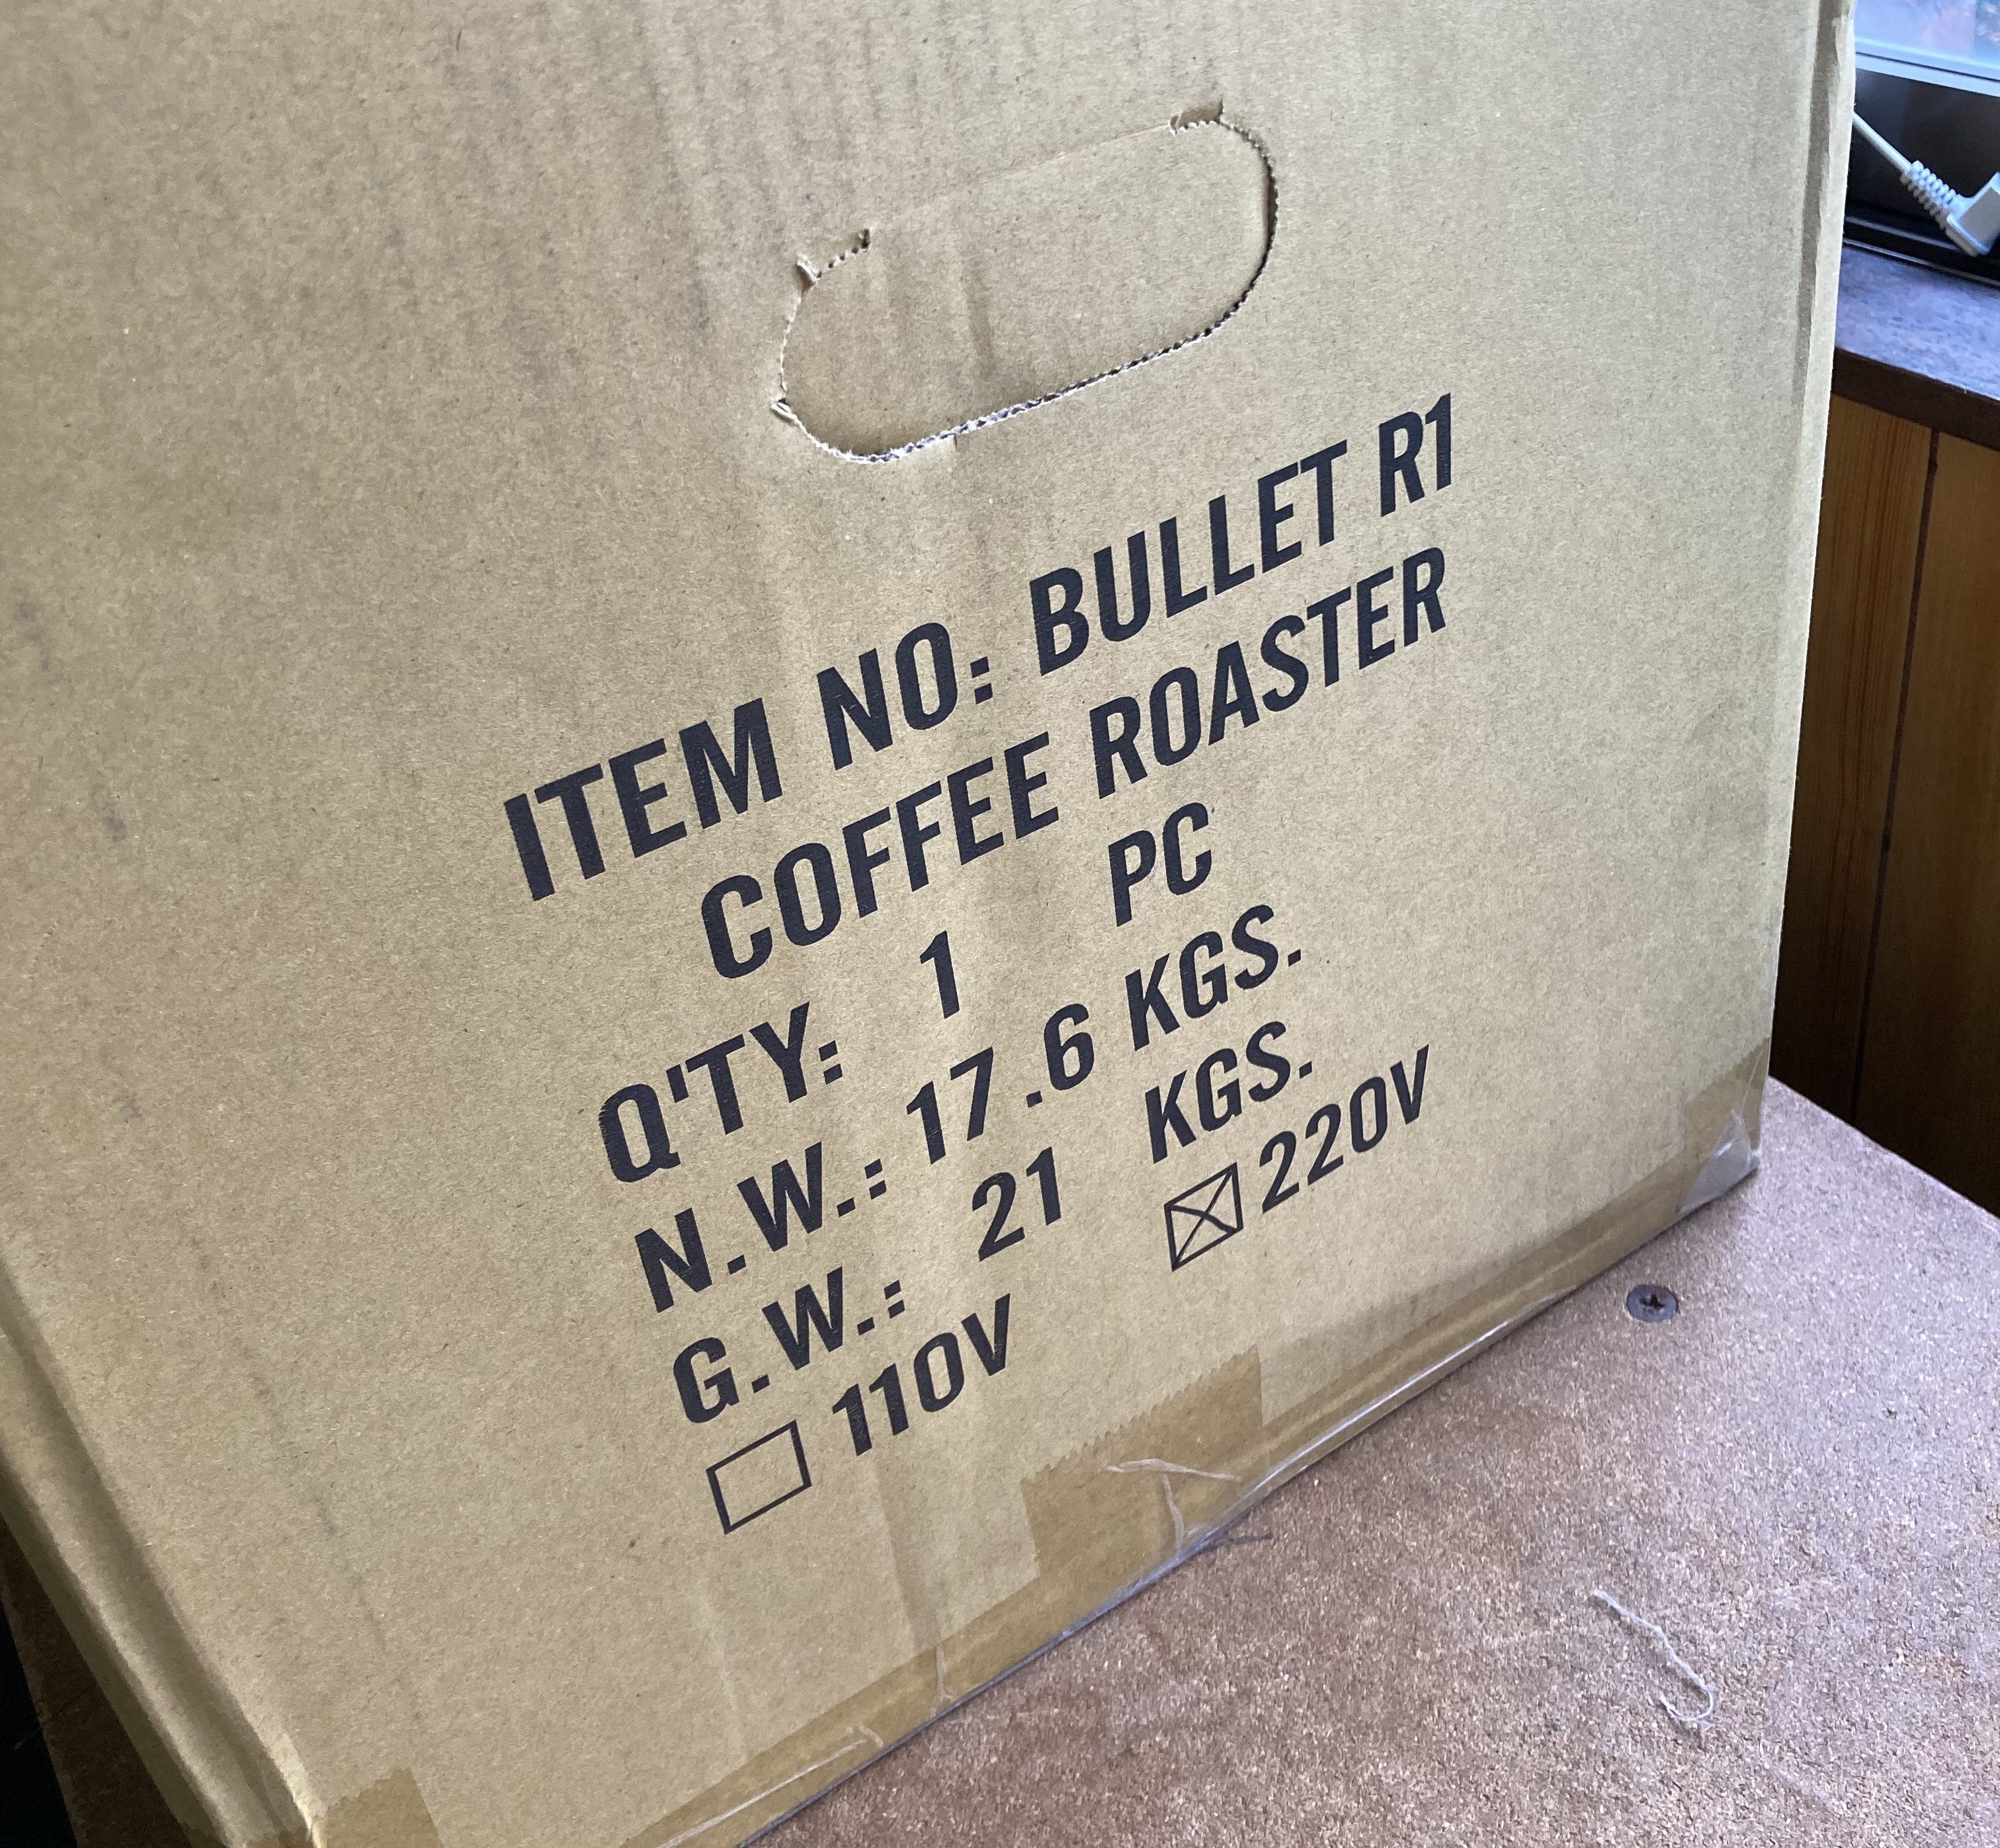 ITEM NO: BULLET R1
COFFEE ROASTER
Q'TY: 1 PC
N.W.: 17.6 KGS.
G.W.: 21 KGS.
☐ 110V ☒ 220V